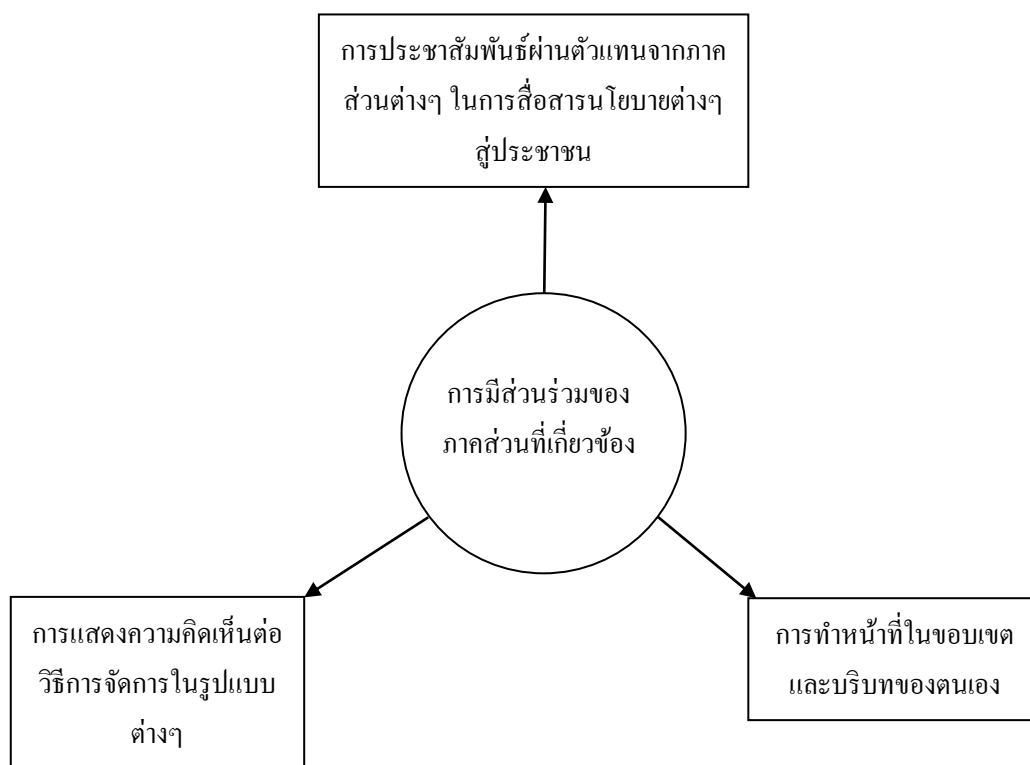 การประชาสัมพันธ์ผ่านตัวแทนจากภาค
ส่วนต่างๆ ในการสื่อสารนโยบายต่างๆ
สู่ประชาชน
การมีส่วนร่วมของ
ภาคส่วนที่เกี่ยวข้อง
การแสดงความคิดเห็นต่อ
วิธีการจัดการในรูปแบบ
ต่างๆ
การทำหน้าที่ในขอบเขต
และบริบทของตนเอง